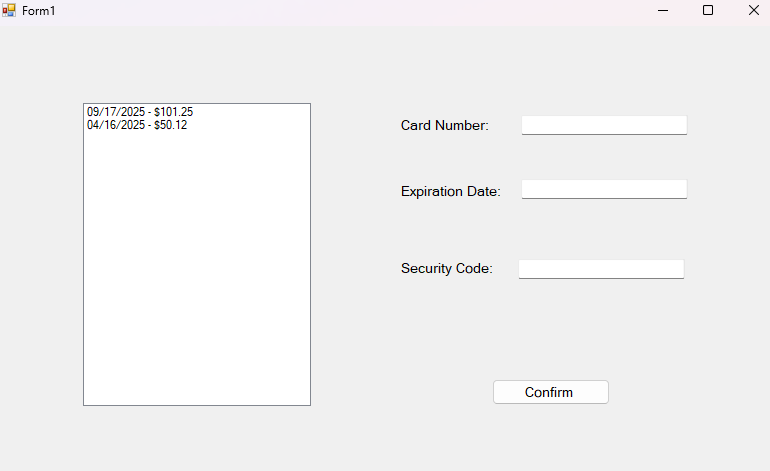 Form1
09/17/2025 - $101.25
04/16/2025 - $50.12
Card Number:
Expiration Date:
Security Code:
Confirm